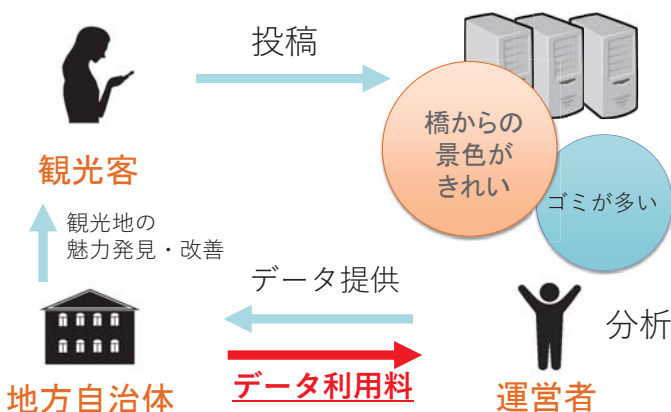 投稿
橋からの
景色が
きれい
観光客
ゴミが多い
観光地の
魅力発見・改善
データ提供
分析
データ利用料
地方自治体
運営者